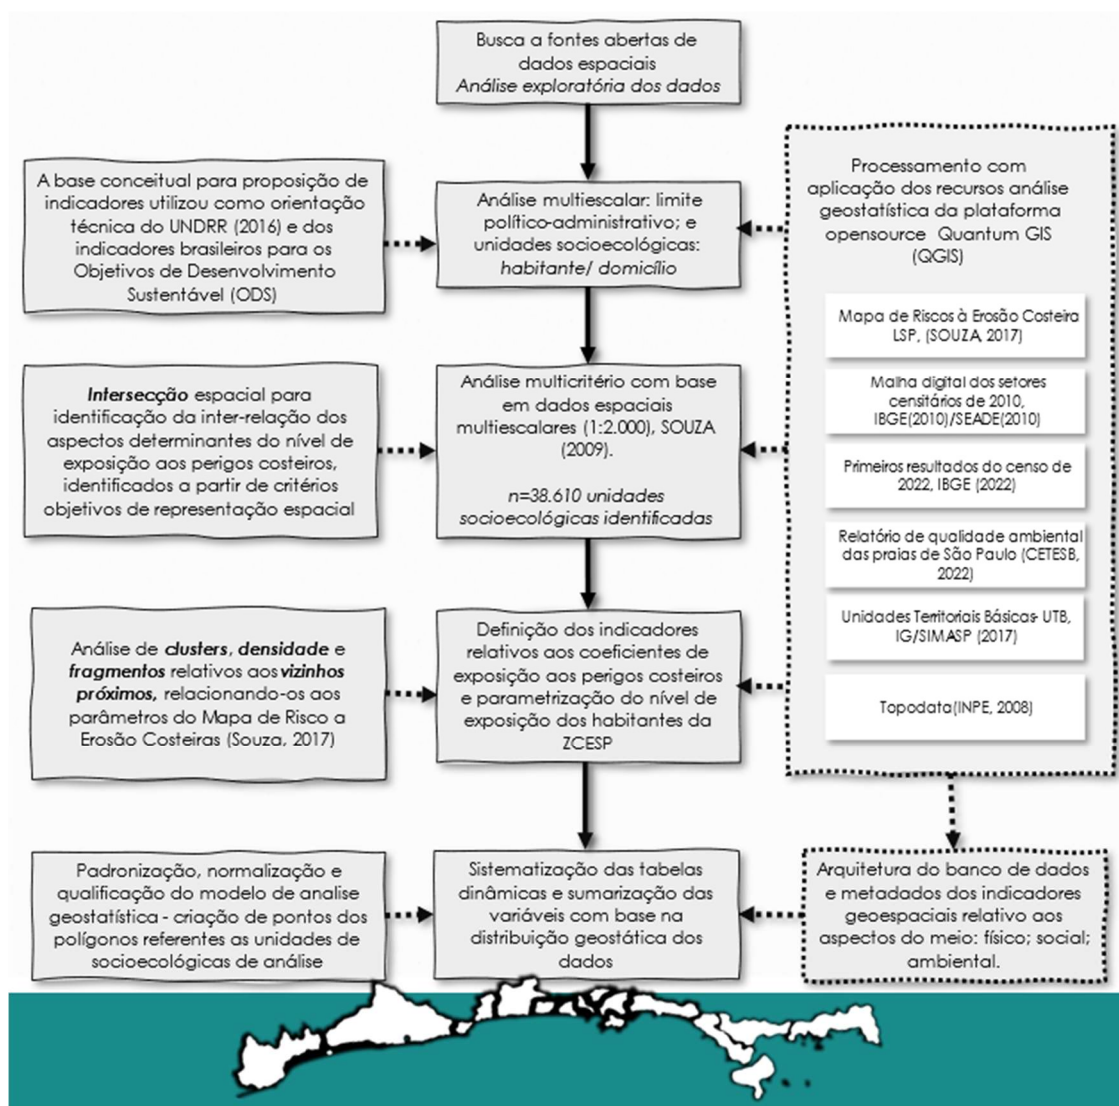 Busca a fontes abertas de
dados espaciais
Análise exploratória dos dados
A base conceitual para proposição de
indicadores utilizou como orientação
técnica do UNDRR (2016) e dos
indicadores brasileiros para os
Objetivos de Desenvolvimento
Sustentável (ODS)
Análise multiescalar: limite
político-administrativo; e
unidades socioecológicas:
habitante/ domicílio
Processamento com
aplicação dos recursos análise
geostatística da plataforma
opensource Quantum GIS
(QGIS)
Mapa de Riscos à Erosão Costeira
LSP, (SOUZA, 2017)
Malha digital dos setores
censitários de 2010,
IBGE(2010)/SEADE(2010)
Primeiros resultados do censo de
2022, IBGE (2022)
Relatório de qualidade ambiental
das praias de São Paulo (CETESB,
2022)
Unidades Territoriais Básicas- UTB,
IG/SIMASP (2017)
Topodata(INPE, 2008)
Intersecção espacial para
identificação da inter-relação dos
aspectos determinantes do nível de
exposição aos perigos costeiros,
identificados a partir de critérios
objetivos de representação espacial
Análise multicritério com base
em dados espaciais
multiescalares (1:2.000), SOUZA
(2009).
n=38.610 unidades
socioecológicas identificadas
Análise de clusters, densidade e
fragmentos relativos aos vizinhos
próximos, relacionando-os aos
parâmetros do Mapa de Risco a
Erosão Costeiras (Souza, 2017)
Definição dos indicadores
relativos aos coeficientes de
exposição aos perigos costeiros
e parametrização do nível de
exposição dos habitantes da
ZCESP
Padronização, normalização e
qualificação do modelo de analise
geostatística - criação de pontos dos
polígonos referentes as unidades de
socioecológicas de análise
Sistematização das tabelas
dinâmicas e sumarização das
variáveis com base na
distribuição geostática dos
dados
Arquitetura do banco de dados
e metadados dos indicadores
geoespaciais relativo aos
aspectos do meio: físico; social;
ambiental.